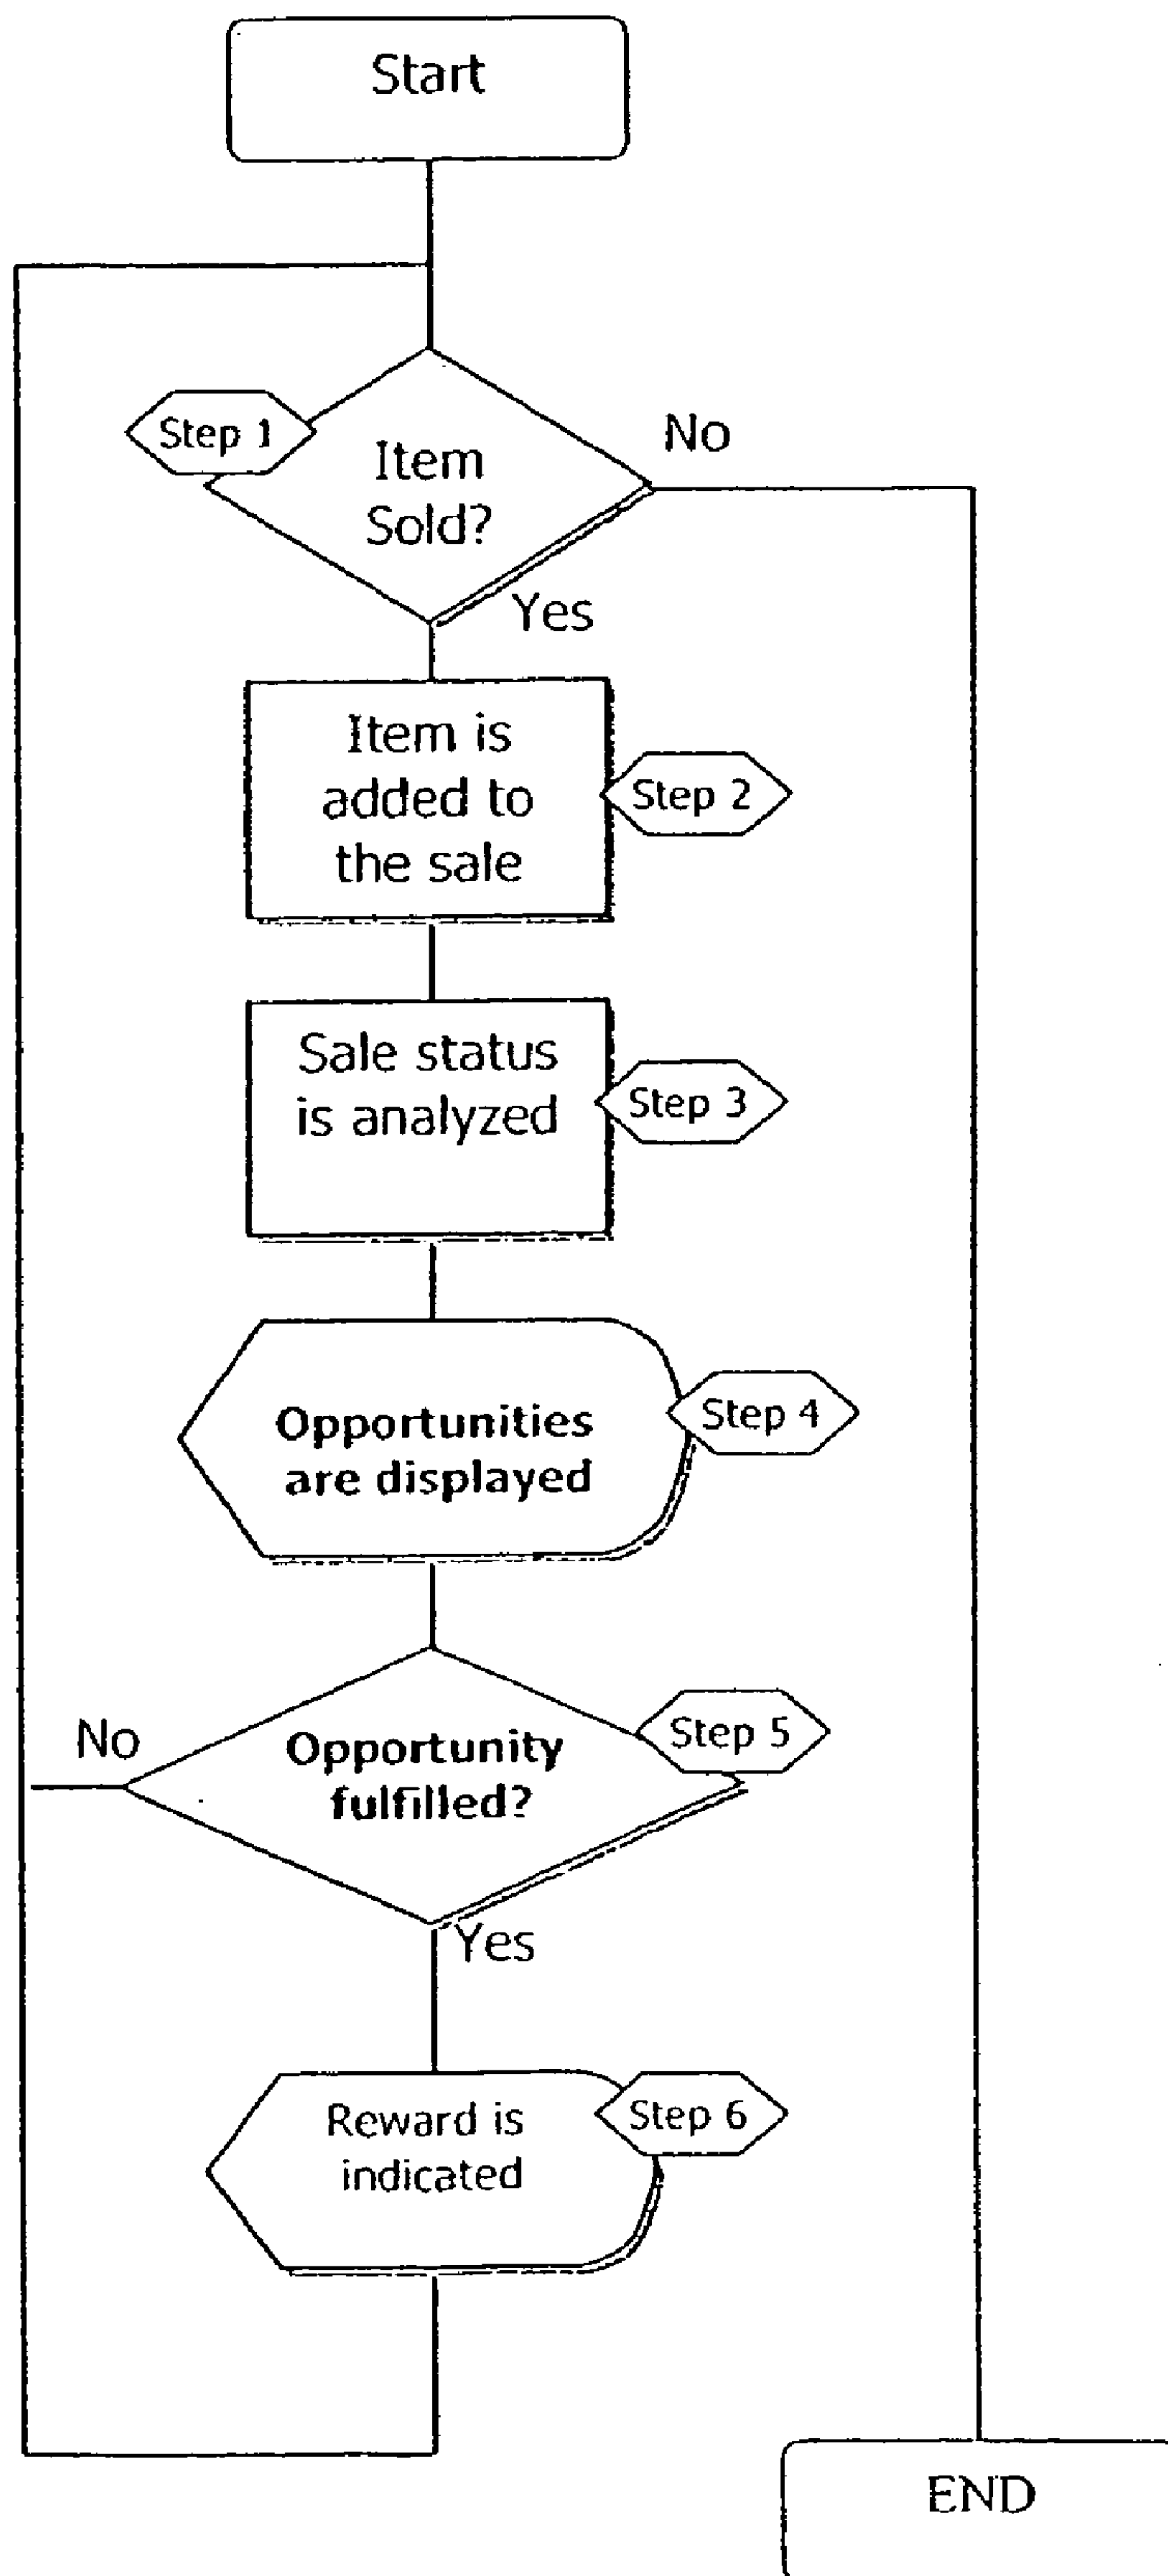 Start
Step 1
Item
Sold?
No
Yes
Item is
added to
the sale
Step 2
Sale status
is analyzed
Step 3
Opportunities
are displayed
Step 4
No
Opportunity
fulfilled?
Step 5
Yes
Reward is
indicated
Step 6
END